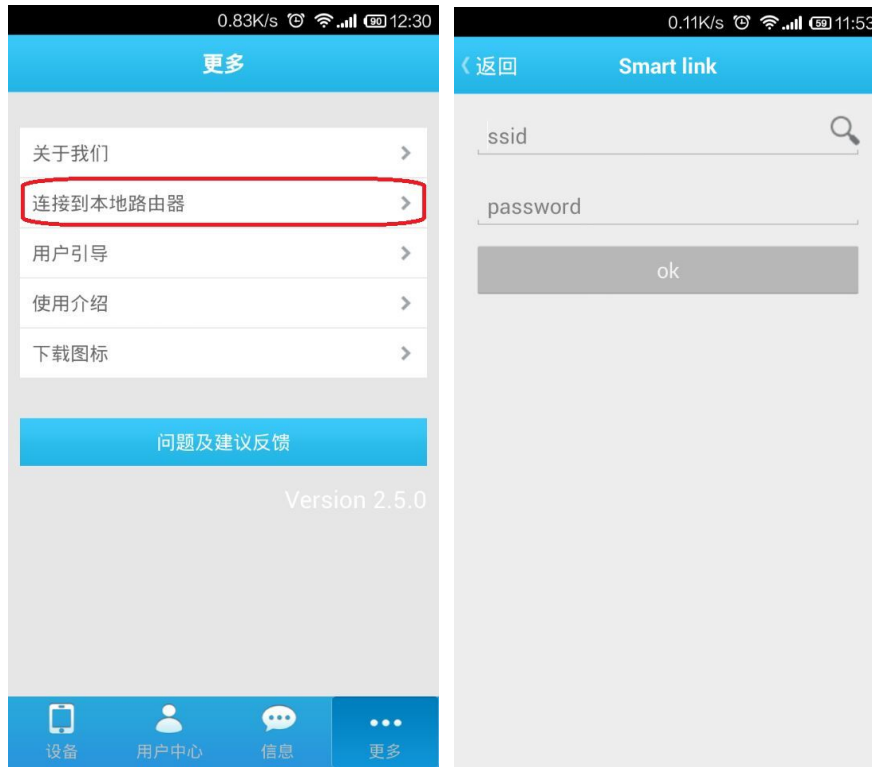 0.83K/s 90 12:30
更多
关于我们
连接到本地路由器
用户引导
使用介绍
下载图标
问题及建议反馈
Version 2.5.0
设备 用户中心 信息 更多
0.11K/s 59 11:53
返回 Smart link
ssid
password
ok